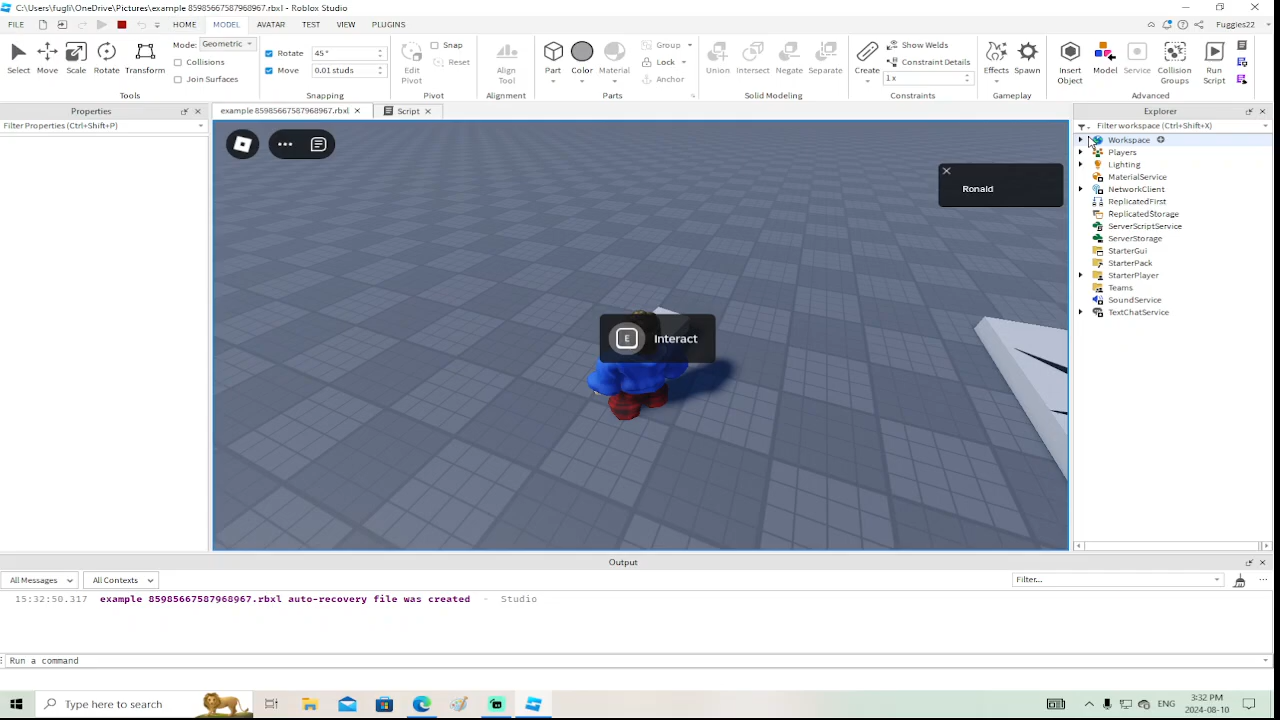 C:\Users\fugli\OneDrive\Pictures\example 85985667587968967.rbxl - Roblox Studio
FILE HOME MODEL AVATAR TEST VIEW PLUGINS Fuggies22
Select Move Scale Rotate Transform
Mode: Geometric
Collisions
Join Surfaces
Tools
Rotate 45°
Move 0.01 studs
Snapping
Edit Pivot
Snap
Reset
Pivot
Align Tool
Alignment
Part Color Material
Group
Lock
Anchor
Parts
Union Intersect Negate Separate
Solid Modeling
Create
Show Welds
Constraint Details
1 x
Constraints
Effects Spawn
Gameplay
Insert Object
Model
Service
Collision Groups
Run Script
Advanced
Properties
Filter Properties (Ctrl+Shift+P)
example 85985667587968967.rbxl
Script
Explorer
Filter workspace (Ctrl+Shift+X)
Workspace
Players
Lighting
MaterialService
NetworkClient
ReplicatedFirst
ReplicatedStorage
ServerScriptService
ServerStorage
StarterGui
StarterPack
StarterPlayer
Teams
SoundService
TextChatService
Ronald
E Interact
Output
All Messages All Contexts Filter...
15:32:50.317 example 85985667587968967.rbxl auto-recovery file was created - Studio
Run a command
Type here to search
ENG
3:32 PM
2024-08-10